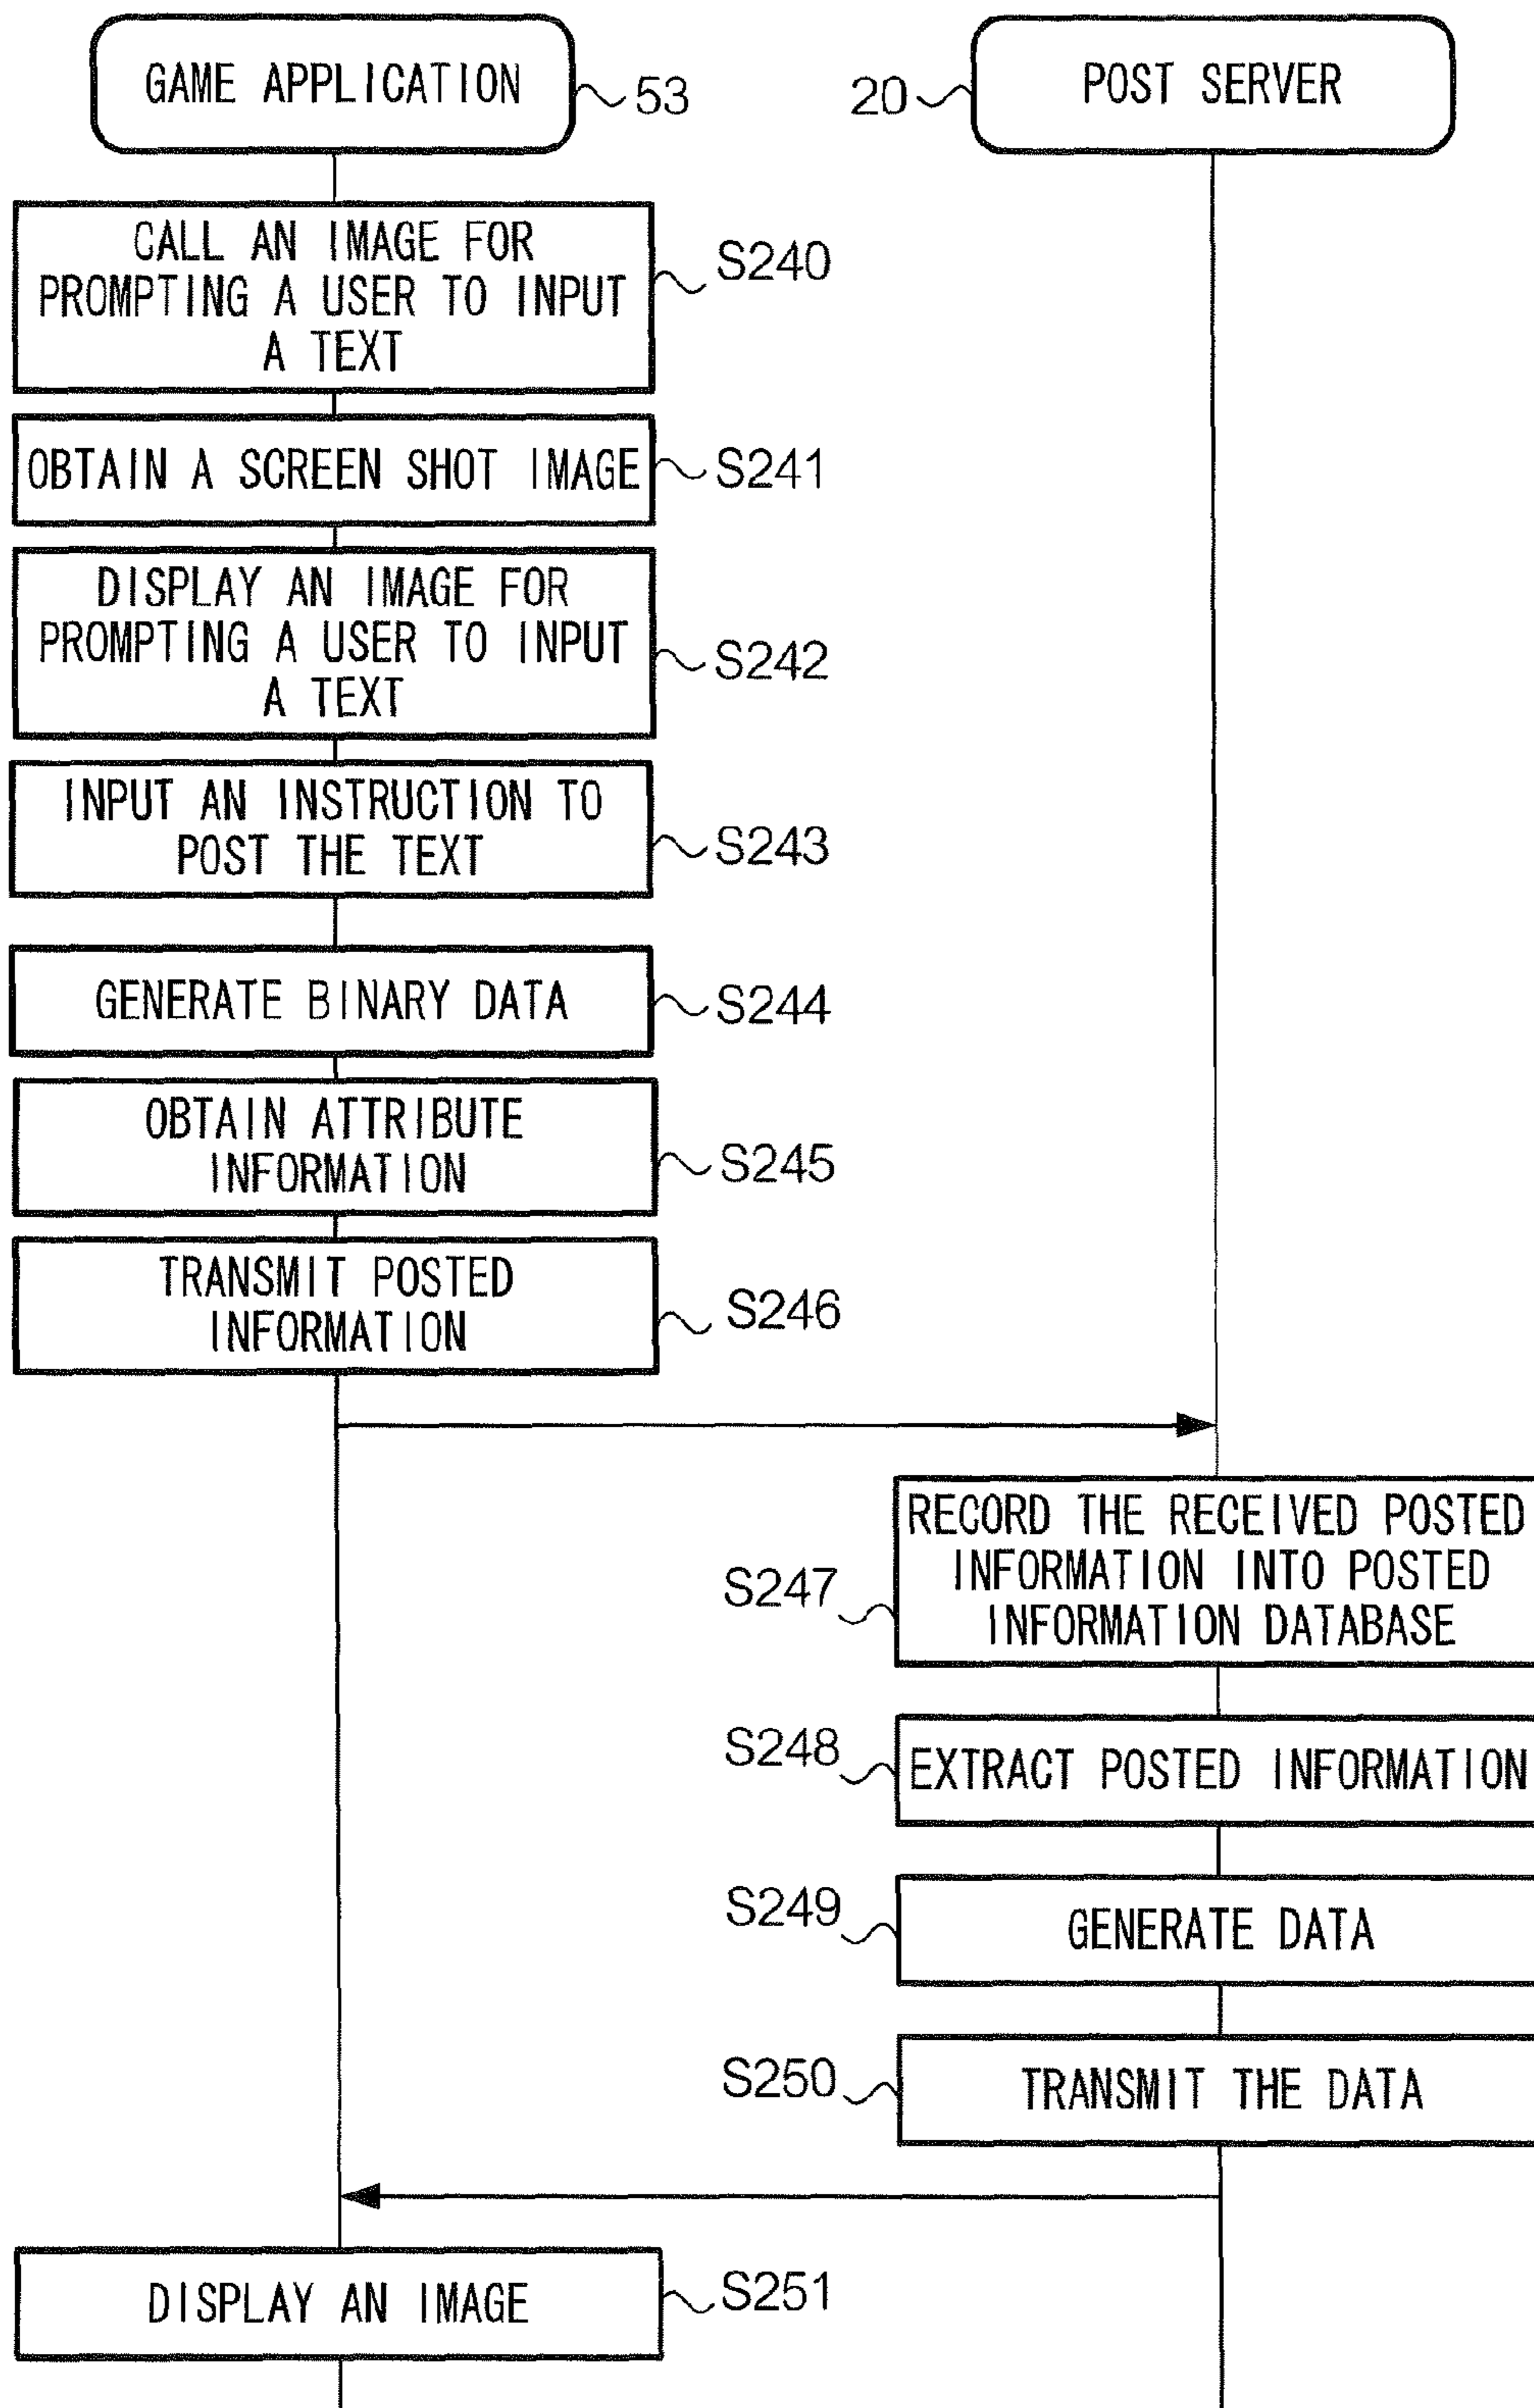 GAME APPLICATION
53
20
POST SERVER
CALL AN IMAGE FOR
PROMPTING A USER TO INPUT
A TEXT
S240
OBTAIN A SCREEN SHOT IMAGE
S241
DISPLAY AN IMAGE FOR
PROMPTING A USER TO INPUT
A TEXT
S242
INPUT AN INSTRUCTION TO
POST THE TEXT
S243
GENERATE BINARY DATA
S244
OBTAIN ATTRIBUTE
INFORMATION
S245
TRANSMIT POSTED
INFORMATION
S246
S247
RECORD THE RECEIVED POSTED
INFORMATION INTO POSTED
INFORMATION DATABASE
S248
EXTRACT POSTED INFORMATION
S249
GENERATE DATA
S250
TRANSMIT THE DATA
DISPLAY AN IMAGE
S251